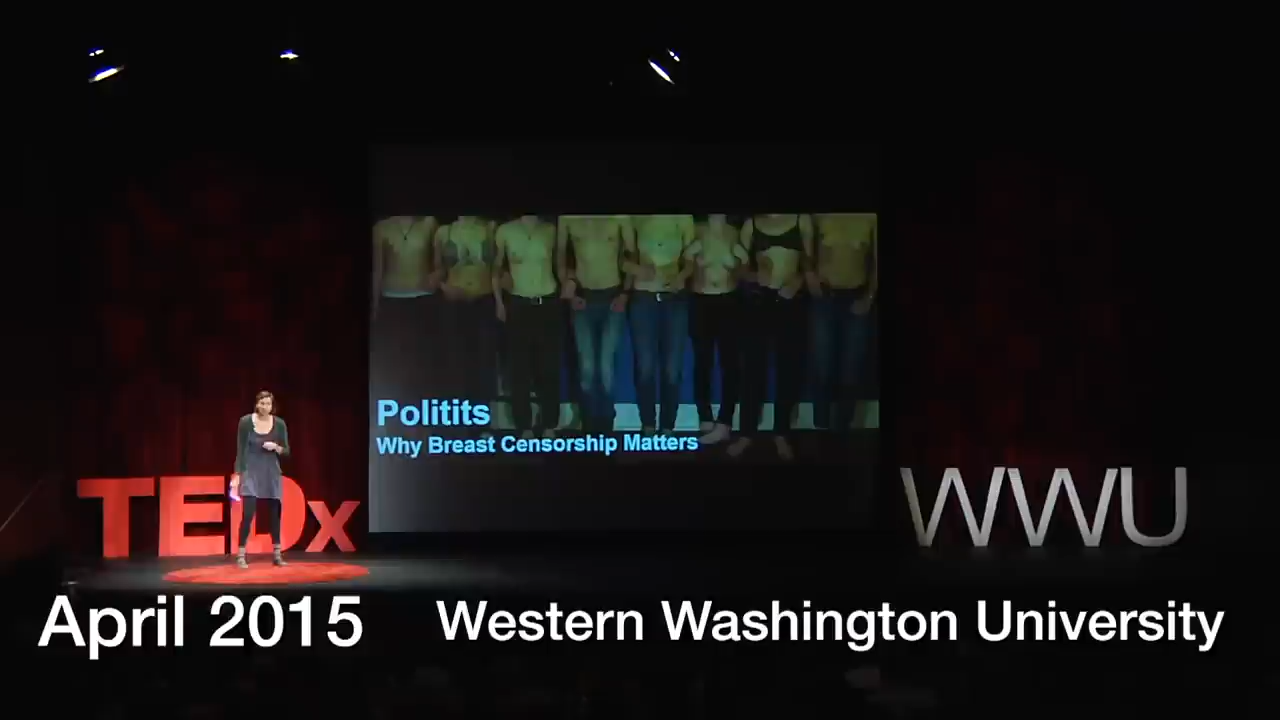 Politits
Why Breast Censorship Matters
TEDx
WWU
April 2015
Western Washington University